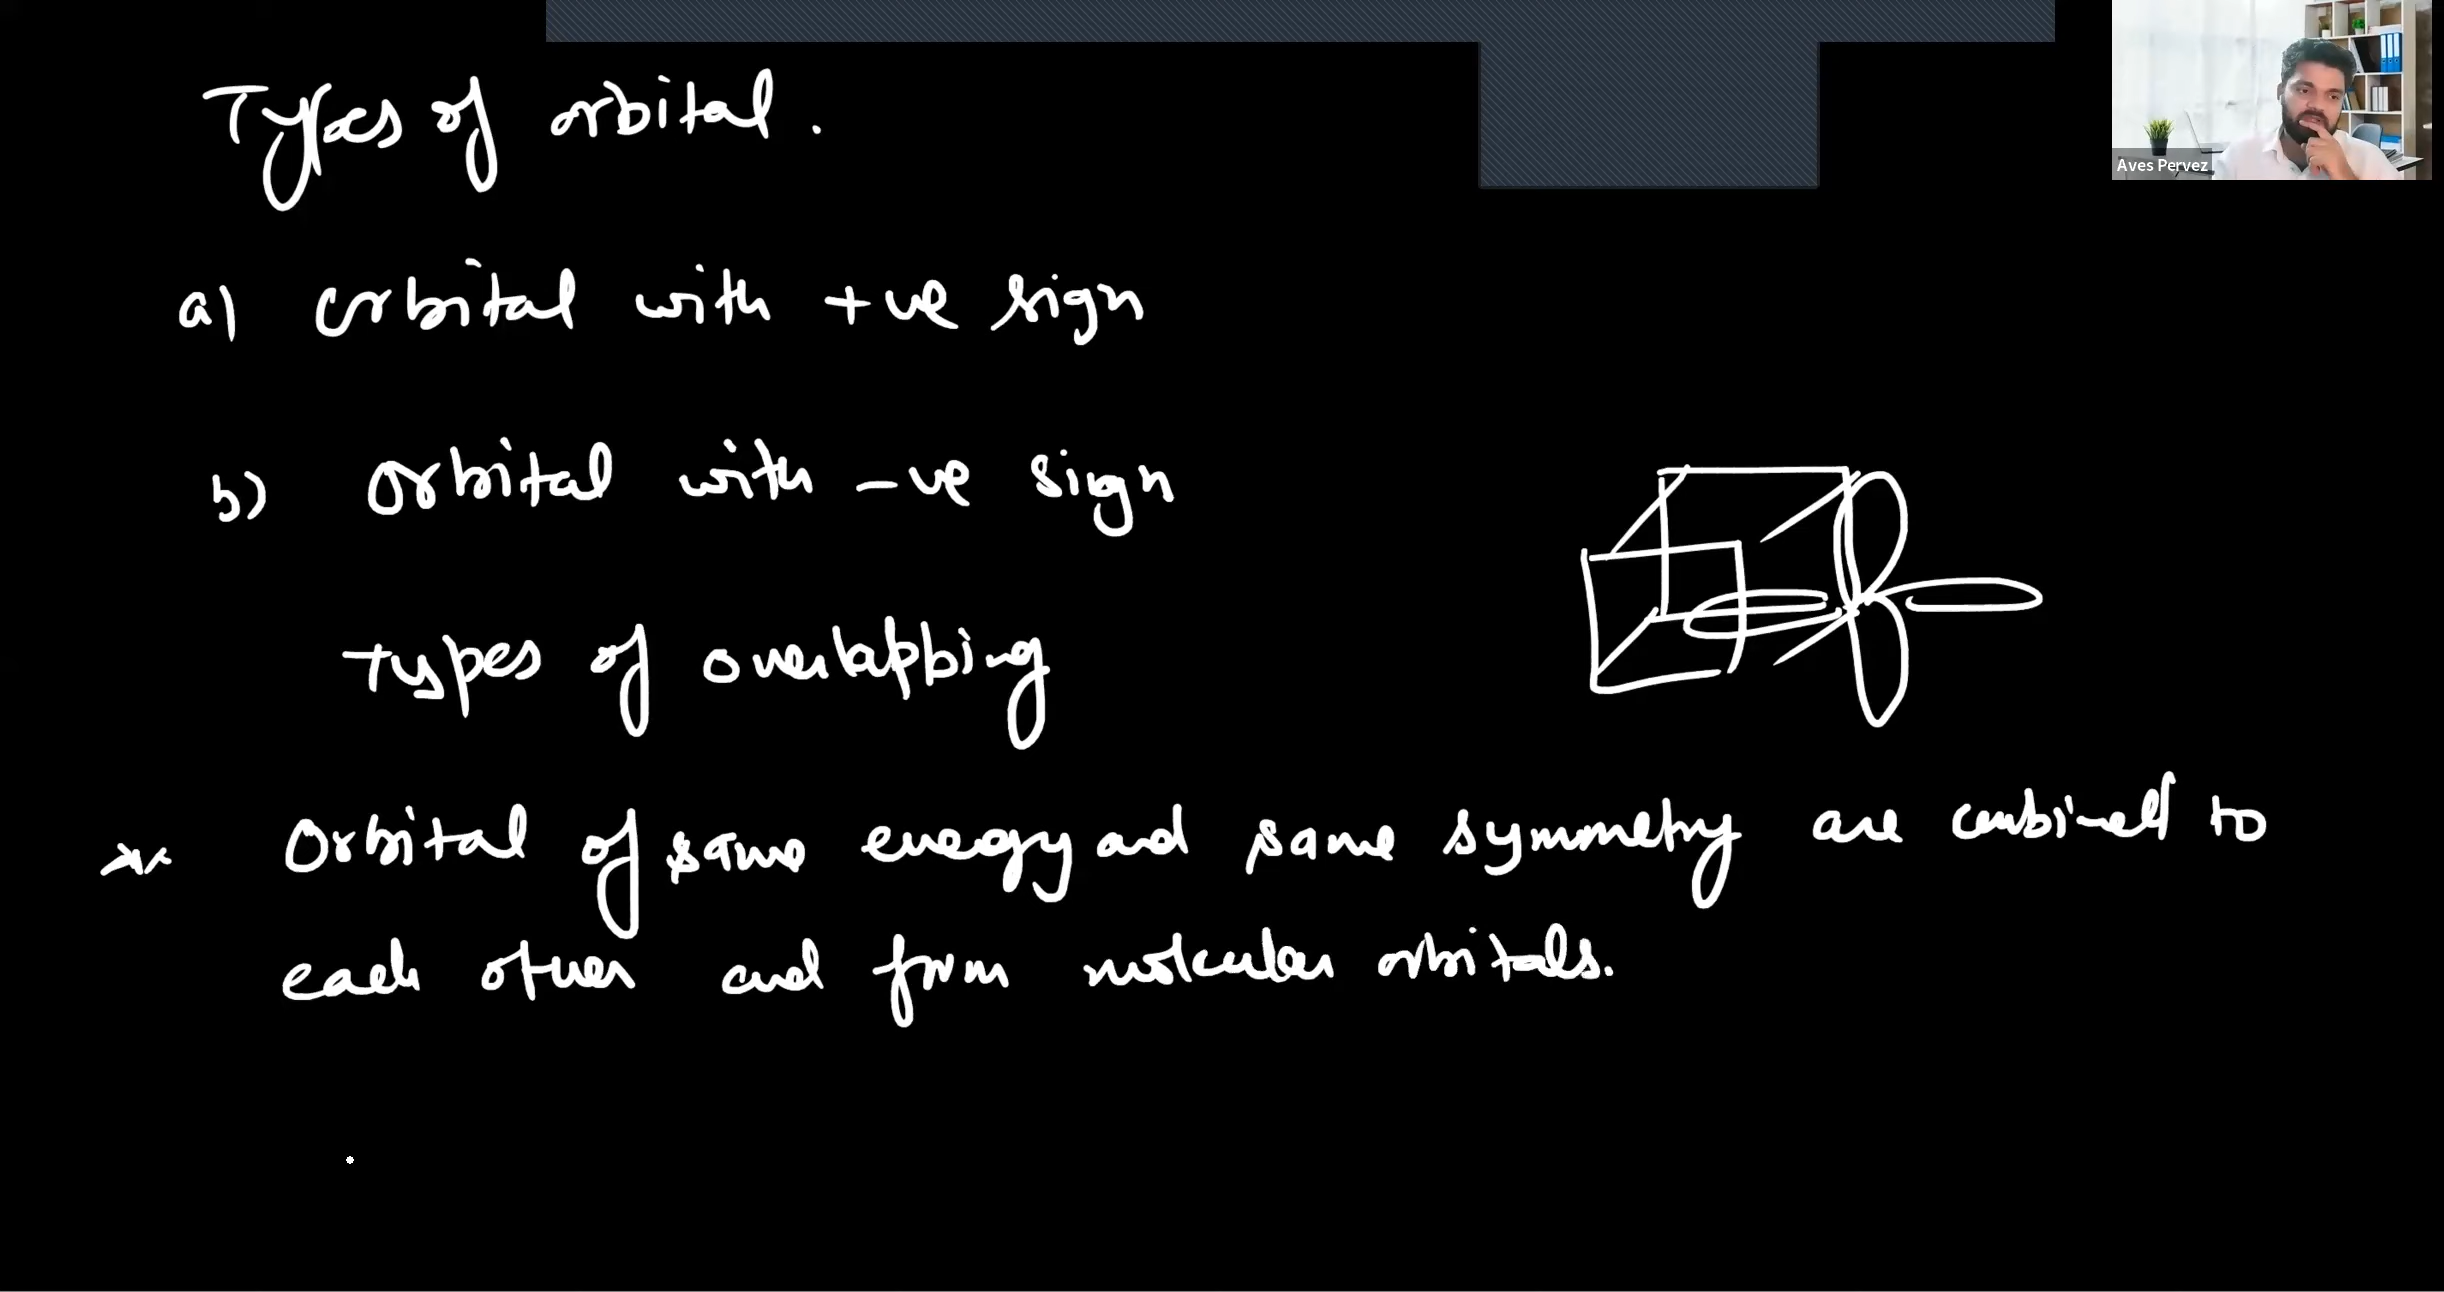 Types of orbital.
Aves Pervez
a) orbital with +ve sign
b) Orbital with -ve sign
Types of overlapping
Orbital of same energy and same symmetry are combined to
each other and form molecular orbitals.